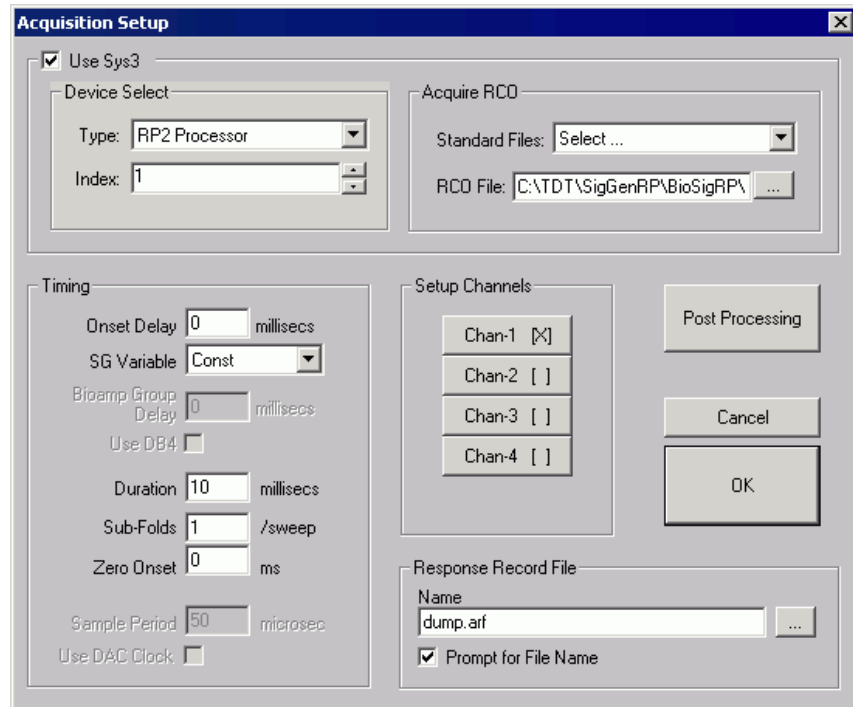 Acquisition Setup
Use Sys3
Device Select
Type: RP2 Processor
Index: 1
Acquire RCO
Standard Files: Select ...
RCO File: C:\TDT\SigGenRP\BioSigRP\ ...
Timing
Onset Delay 0 millisecs
SG Variable Const
Bioamp Group
Delay 0 millisecs
Use DB4
Duration 10 millisecs
Sub-Folds 1 /sweep
Zero Onset 0 ms
Sample Period 50 microsec
Use DAC Clock
Setup Channels
Chan-1 [X]
Chan-2 [ ]
Chan-3 [ ]
Chan-4 [ ]
Post Processing
Cancel
OK
Response Record File
Name
dump.arf ...
Prompt for File Name